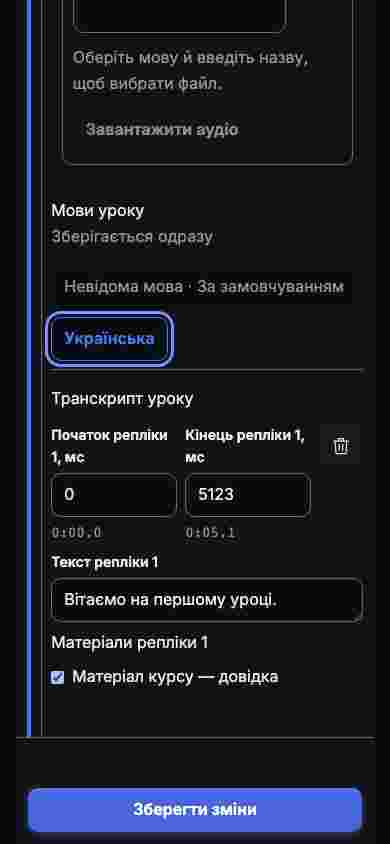 Оберіть мову й введіть назву,
щоб вибрати файл.
Завантажити аудіо
Мови уроку
Зберігається одразу
Невідома мова · За замовчуванням
Українська
Транскрипт уроку
Початок репліки 1, мс
Кінець репліки 1, мс
0
5123
0:00.0
0:05.1
Текст репліки 1
Вітаємо на першому уроці.
Матеріали репліки 1
Матеріал курсу — довідка
Зберегти зміни